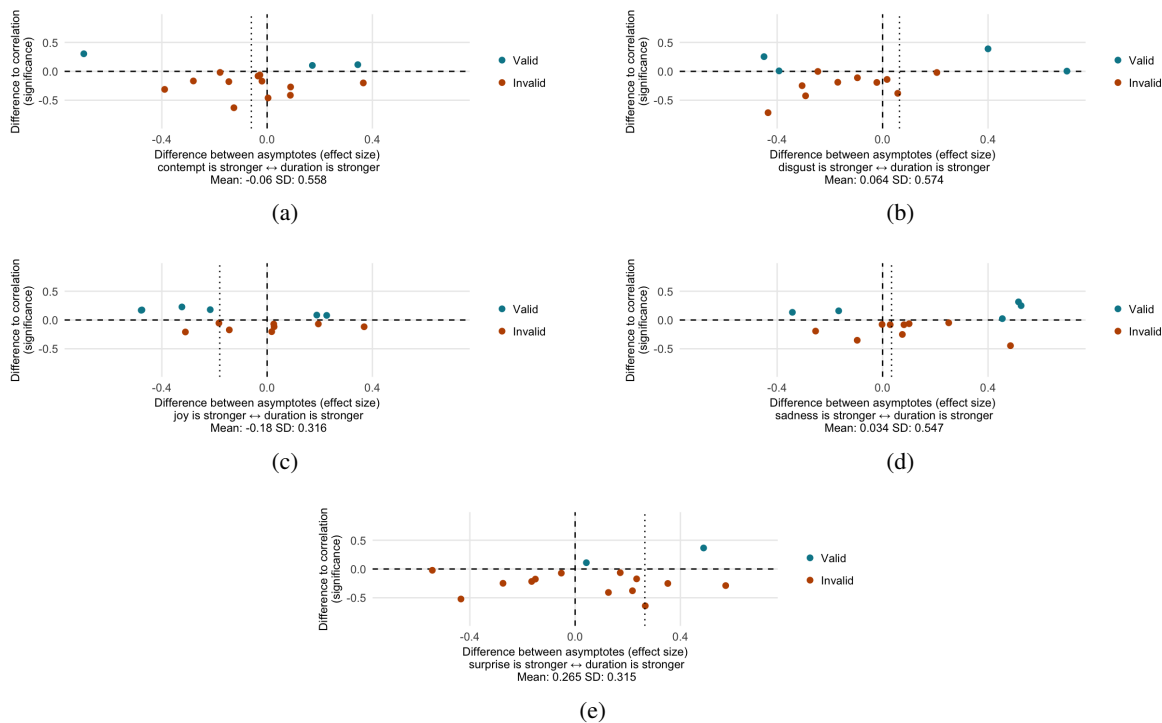 Difference to correlation
(significance)
0.5
0.0
-0.5
-0.4
0.0
0.4
Difference between asymptotes (effect size)
contempt is stronger ↔ duration is stronger
Mean: -0.06 SD: 0.558
Valid
Invalid
(a)
Difference to correlation
(significance)
0.5
0.0
-0.5
-0.4
0.0
0.4
Difference between asymptotes (effect size)
disgust is stronger ↔ duration is stronger
Mean: 0.064 SD: 0.574
Valid
Invalid
(b)
Difference to correlation
(significance)
0.5
0.0
-0.5
-0.4
0.0
0.4
Difference between asymptotes (effect size)
joy is stronger ↔ duration is stronger
Mean: -0.18 SD: 0.316
Valid
Invalid
(c)
Difference to correlation
(significance)
0.5
0.0
-0.5
-0.4
0.0
0.4
Difference between asymptotes (effect size)
sadness is stronger ↔ duration is stronger
Mean: 0.034 SD: 0.547
Valid
Invalid
(d)
Difference to correlation
(significance)
0.5
0.0
-0.5
-0.4
0.0
0.4
Difference between asymptotes (effect size)
surprise is stronger ↔ duration is stronger
Mean: 0.265 SD: 0.315
Valid
Invalid
(e)